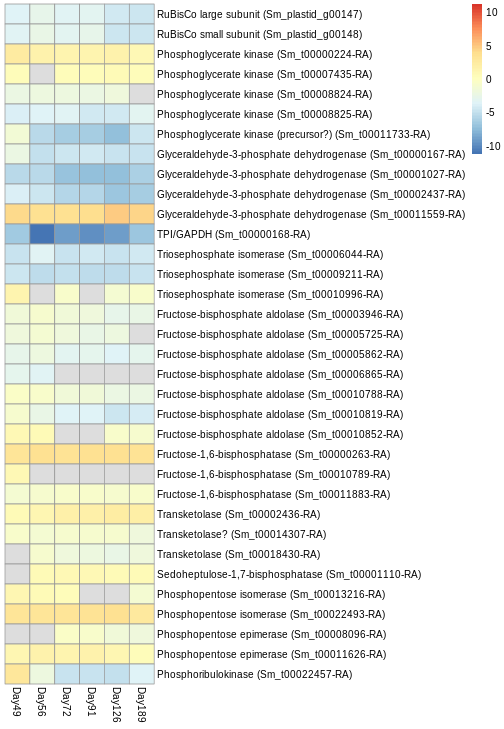 RuBisCo large subunit (Sm_plastid_g00147)
RuBisCo small subunit (Sm_plastid_g00148)
Phosphoglycerate kinase (Sm_t00000224-RA)
Phosphoglycerate kinase (Sm_t00007435-RA)
Phosphoglycerate kinase (Sm_t00008824-RA)
Phosphoglycerate kinase (Sm_t00008825-RA)
Phosphoglycerate kinase (precursor?) (Sm_t00011733-RA)
Glyceraldehyde-3-phosphate dehydrogenase (Sm_t00000167-RA)
Glyceraldehyde-3-phosphate dehydrogenase (Sm_t00001027-RA)
Glyceraldehyde-3-phosphate dehydrogenase (Sm_t00002437-RA)
Glyceraldehyde-3-phosphate dehydrogenase (Sm_t00011559-RA)
TPI/GAPDH (Sm_t00000168-RA)
Triosephosphate isomerase (Sm_t00006044-RA)
Triosephosphate isomerase (Sm_t00009211-RA)
Triosephosphate isomerase (Sm_t00010996-RA)
Fructose-bisphosphate aldolase (Sm_t00003946-RA)
Fructose-bisphosphate aldolase (Sm_t00005725-RA)
Fructose-bisphosphate aldolase (Sm_t00005862-RA)
Fructose-bisphosphate aldolase (Sm_t00006865-RA)
Fructose-bisphosphate aldolase (Sm_t00010788-RA)
Fructose-bisphosphate aldolase (Sm_t00010819-RA)
Fructose-bisphosphate aldolase (Sm_t00010852-RA)
Fructose-1,6-bisphosphatase (Sm_t00000263-RA)
Fructose-1,6-bisphosphatase (Sm_t00010789-RA)
Fructose-1,6-bisphosphatase (Sm_t00011883-RA)
Transketolase (Sm_t00002436-RA)
Transketolase? (Sm_t00014307-RA)
Transketolase (Sm_t00018430-RA)
Sedoheptulose-1,7-bisphosphatase (Sm_t00001110-RA)
Phosphopentose isomerase (Sm_t00013216-RA)
Phosphopentose isomerase (Sm_t00022493-RA)
Phosphopentose epimerase (Sm_t00008096-RA)
Phosphopentose epimerase (Sm_t00011626-RA)
Phosphoribulokinase (Sm_t00022457-RA)
Day49
Day56
Day72
Day91
Day126
Day189
10
5
0
-5
-10